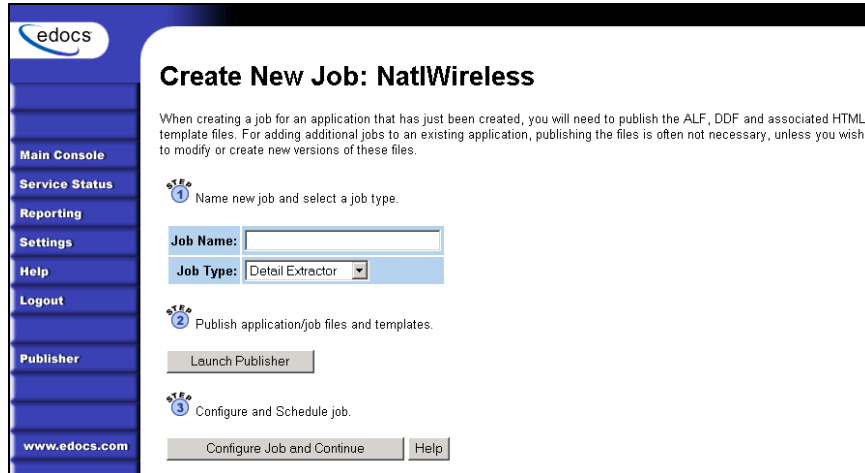 edocs
Create New Job: NatlWireless
When creating a job for an application that has just been created, you will need to publish the ALF, DDF and associated HTML
template files. For adding additional jobs to an existing application, publishing the files is often not necessary, unless you wish
to modify or create new versions of these files.
Main Console
Service Status
Reporting
Settings
Help
Logout
Publisher
www.edocs.com
STEP 1 Name new job and select a job type.
Job Name:
Job Type: Detail Extractor
STEP 2 Publish application/job files and templates.
Launch Publisher
STEP 3 Configure and Schedule job.
Configure Job and Continue Help